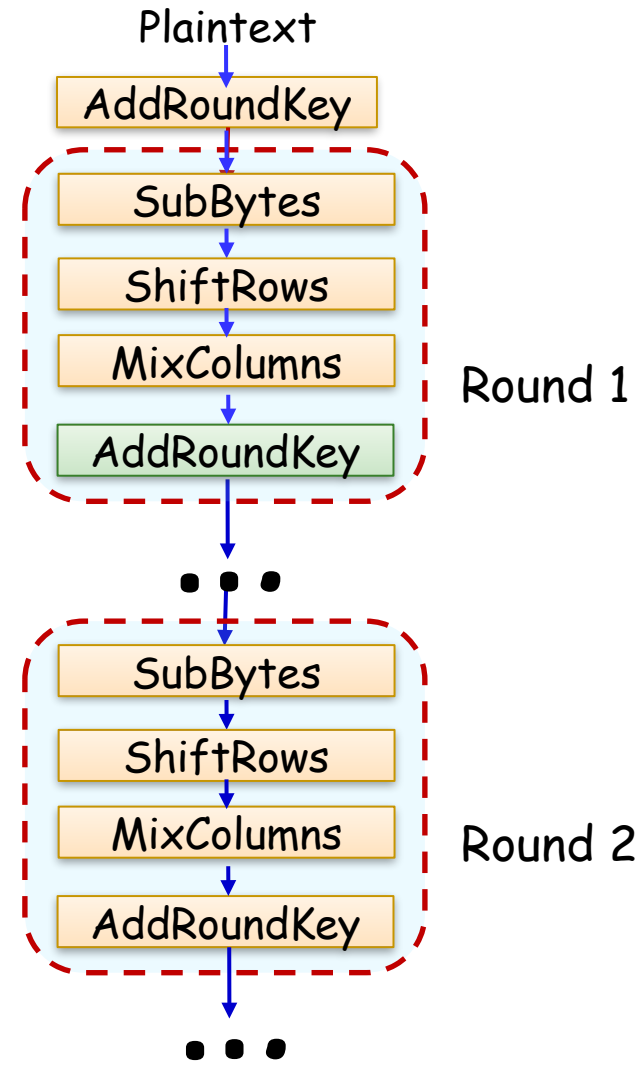 Plaintext
AddRoundKey
SubBytes
ShiftRows
MixColumns
Round 1
AddRoundKey
...
SubBytes
ShiftRows
MixColumns
Round 2
AddRoundKey
...